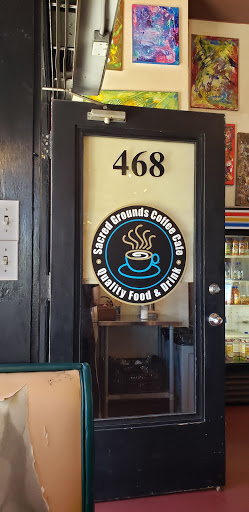 468
Sacred Grounds Coffee Cafe
• Quality Food & Drink •